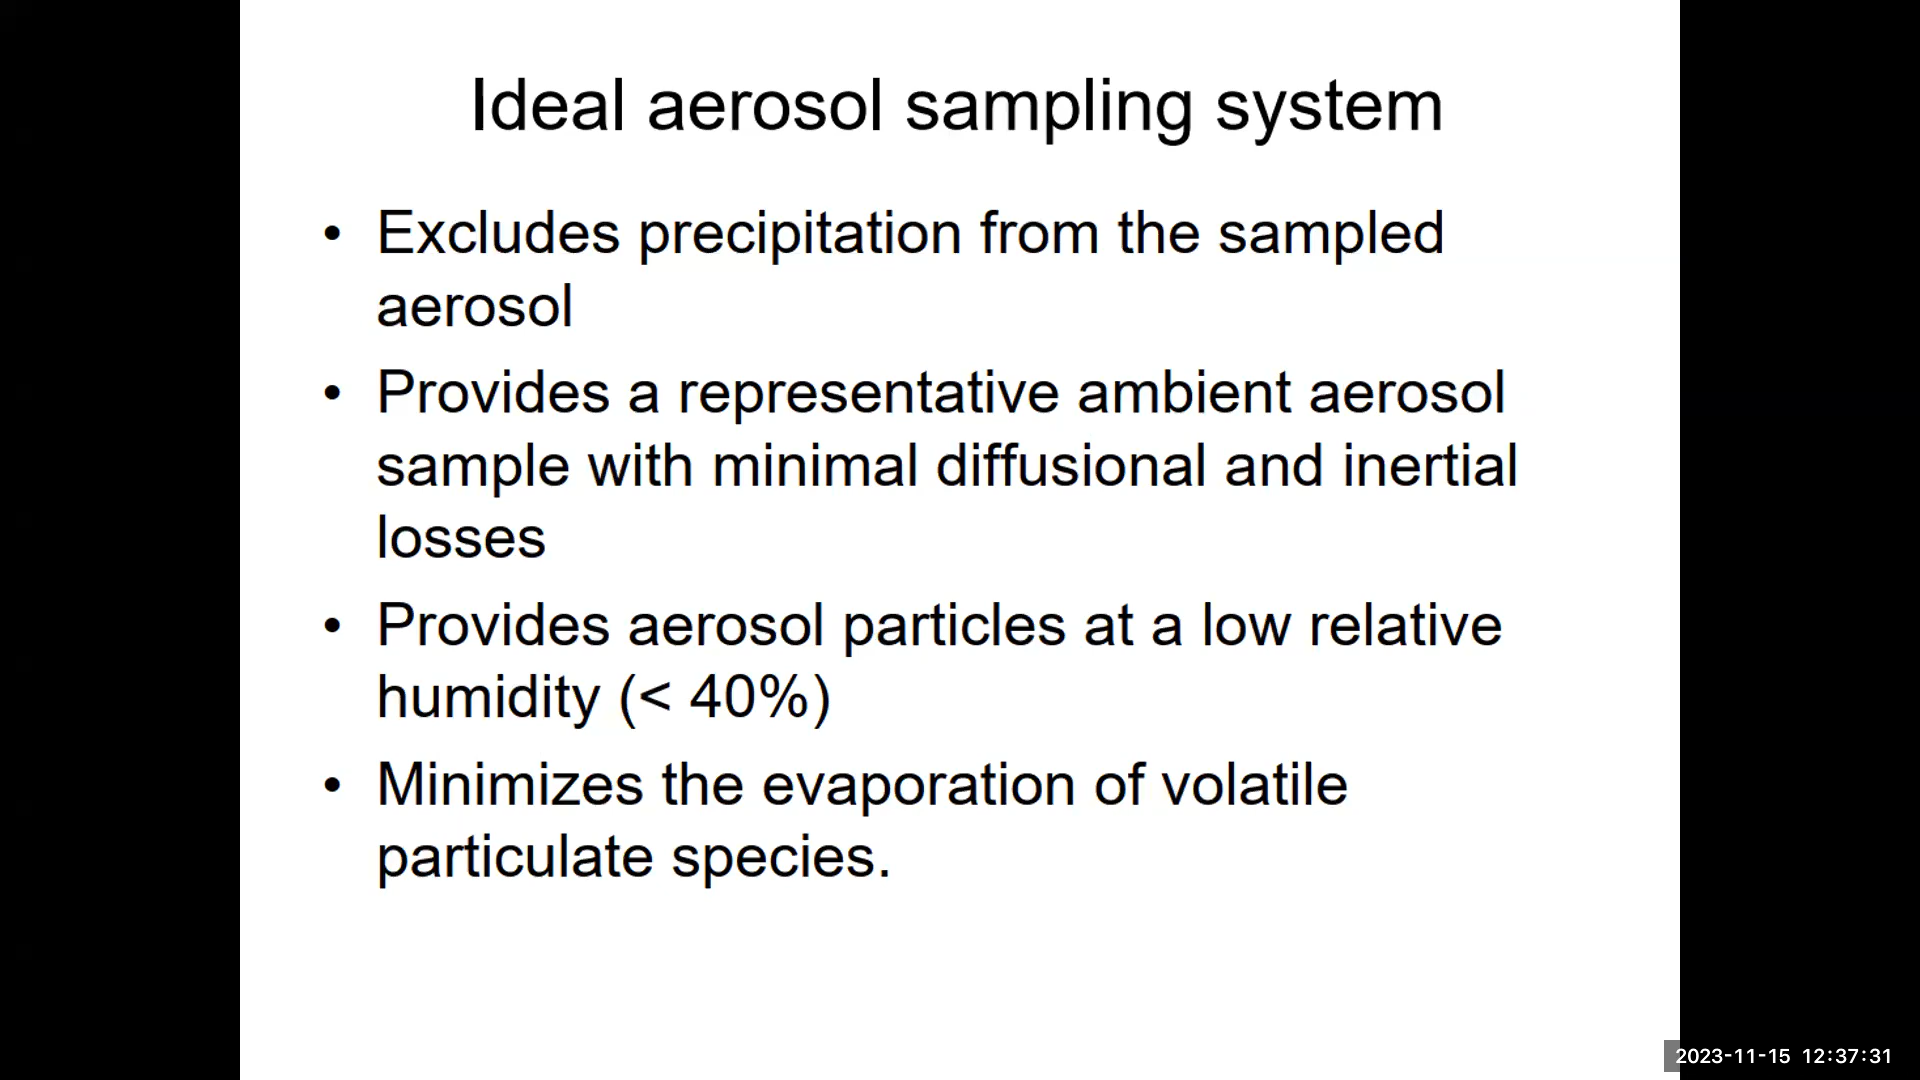 Ideal aerosol sampling system
• Excludes precipitation from the sampled
aerosol
• Provides a representative ambient aerosol
sample with minimal diffusional and inertial
losses
• Provides aerosol particles at a low relative
humidity (< 40%)
• Minimizes the evaporation of volatile
particulate species.
2023-11-15 12:37:31